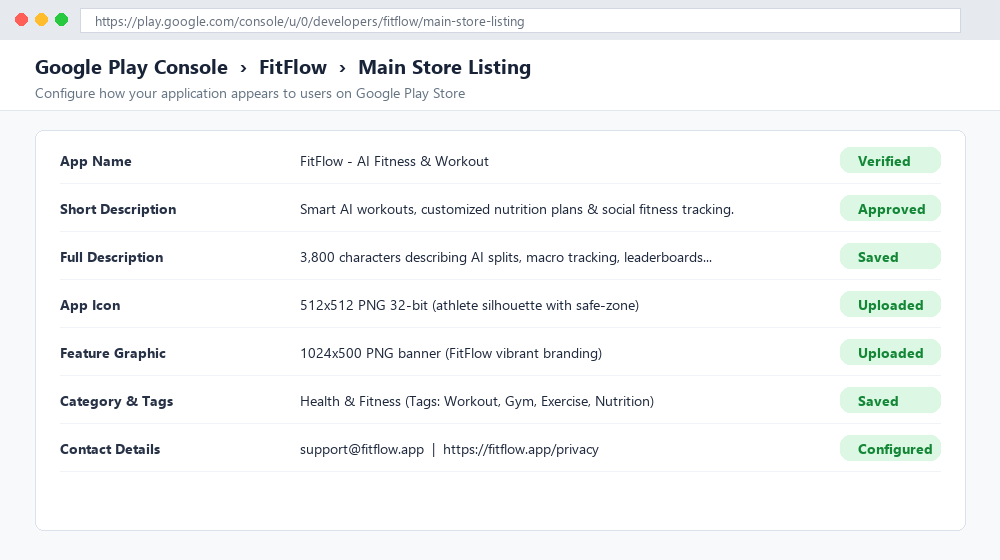 https://play.google.com/console/u/0/developers/fitflow/main-store-listing
Google Play Console › FitFlow › Main Store Listing
Configure how your application appears to users on Google Play Store
App Name FitFlow - AI Fitness & Workout Verified
Short Description Smart AI workouts, customized nutrition plans & social fitness tracking. Approved
Full Description 3,800 characters describing AI splits, macro tracking, leaderboards... Saved
App Icon 512x512 PNG 32-bit (athlete silhouette with safe-zone) Uploaded
Feature Graphic 1024x500 PNG banner (FitFlow vibrant branding) Uploaded
Category & Tags Health & Fitness (Tags: Workout, Gym, Exercise, Nutrition) Saved
Contact Details support@fitflow.app | https://fitflow.app/privacy Configured